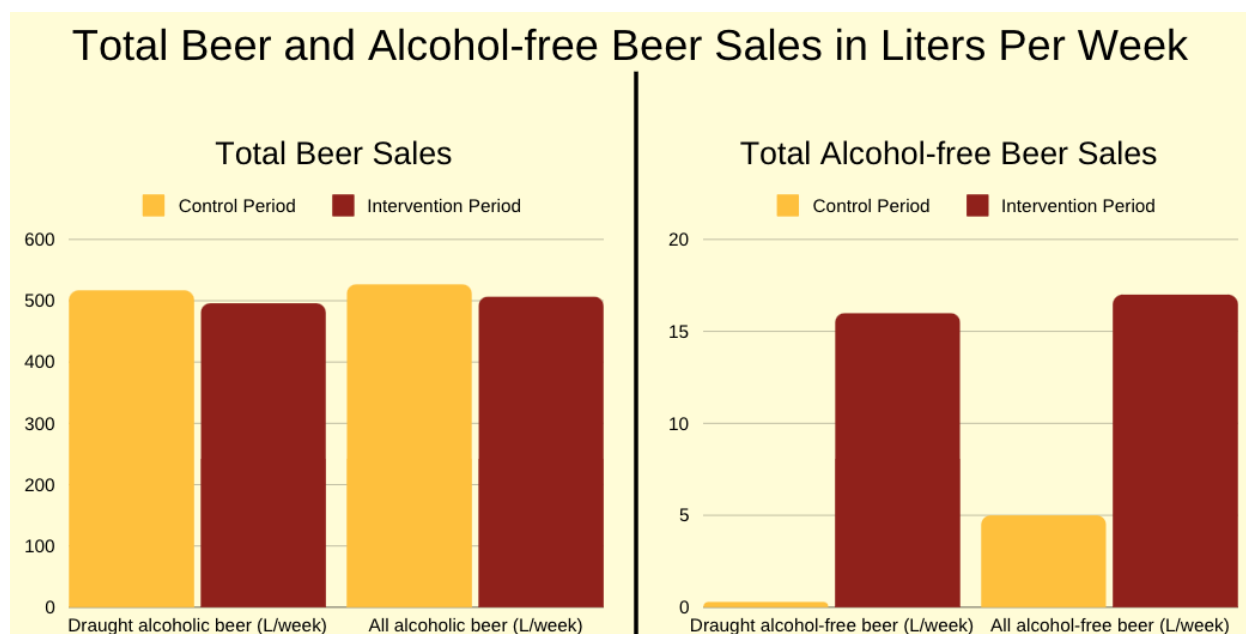 Total Beer and Alcohol-free Beer Sales in Liters Per Week
Total Beer Sales
Control Period
Intervention Period
600
500
400
300
200
100
0
Draught alcoholic beer (L/week)
All alcoholic beer (L/week)
Total Alcohol-free Beer Sales
Control Period
Intervention Period
20
15
10
5
0
Draught alcohol-free beer (L/week)
All alcohol-free beer (L/week)